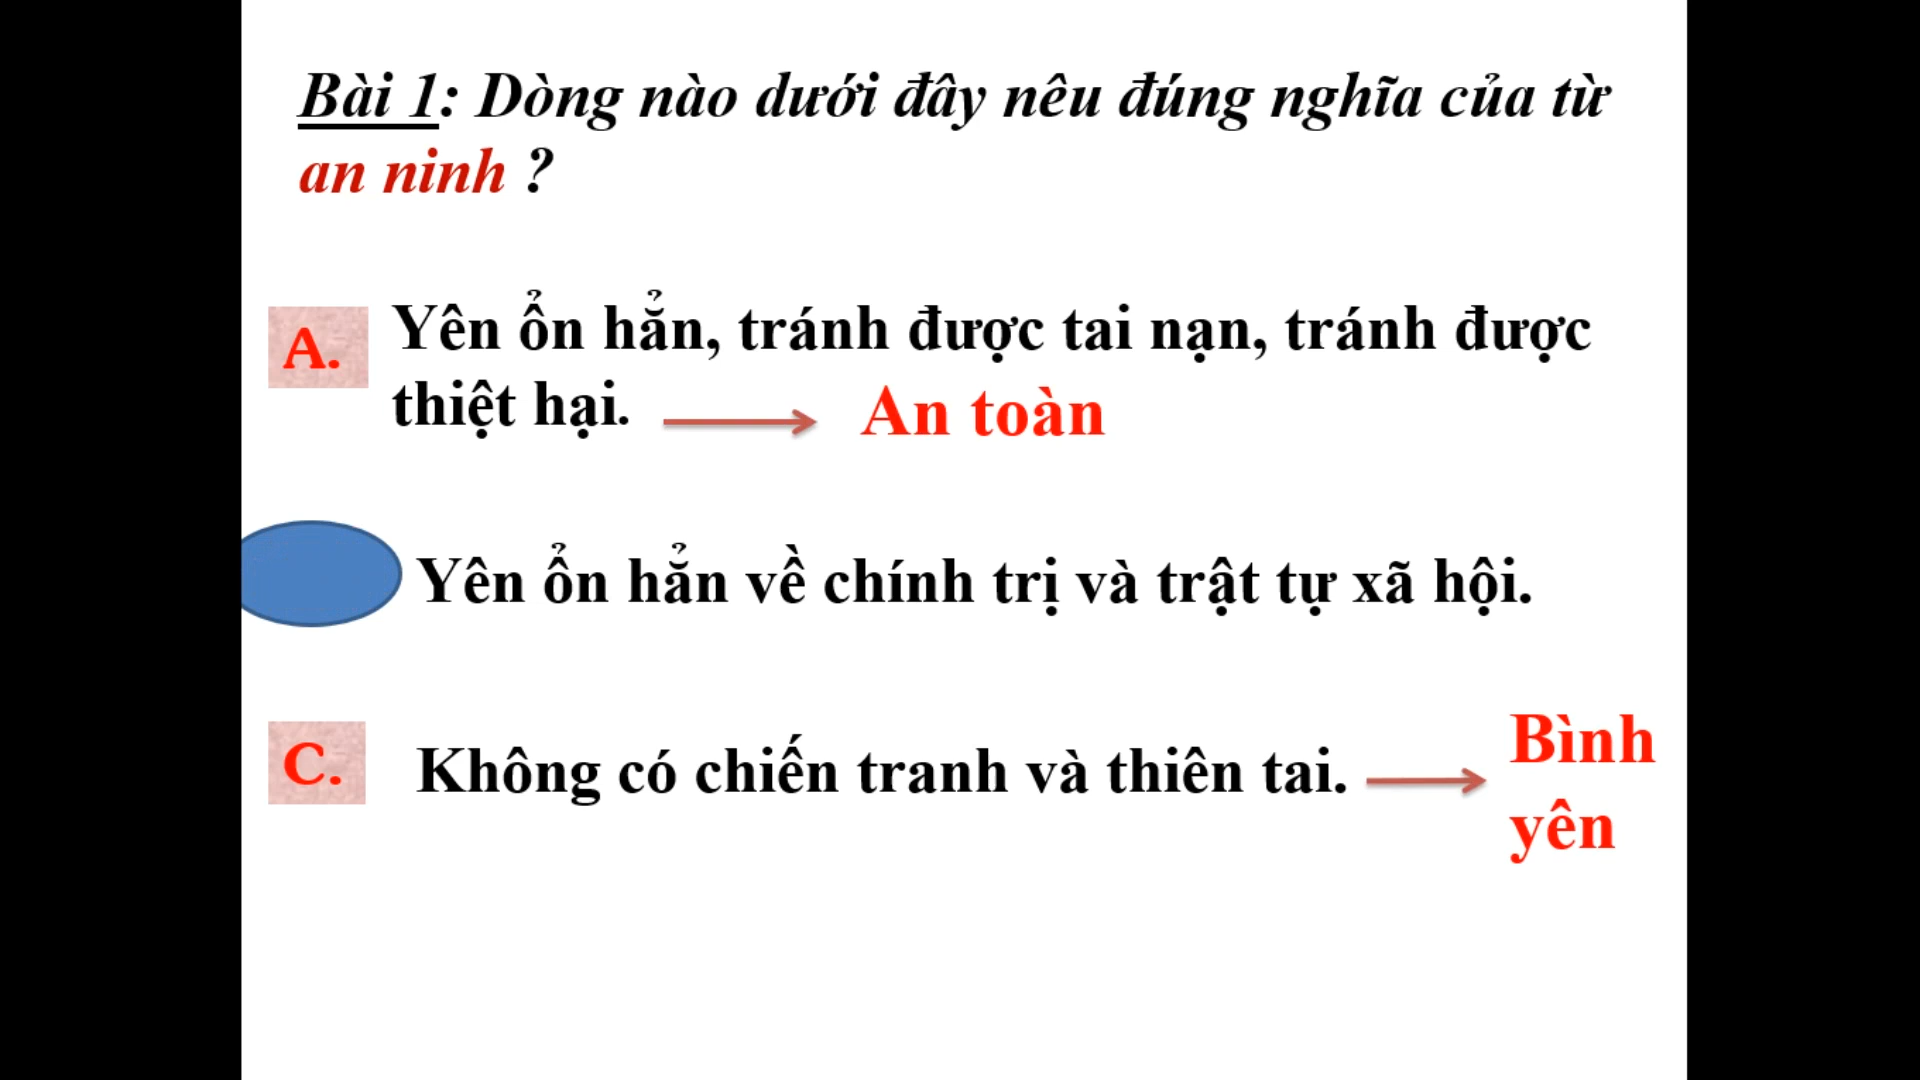 Bài 1: Dòng nào dưới đây nêu đúng nghĩa của từ
an ninh ?
A. Yên ổn hẳn, tránh được tai nạn, tránh được
thiệt hại. An toàn
Yên ổn hẳn về chính trị và trật tự xã hội.
C. Không có chiến tranh và thiên tai. Bình
yên